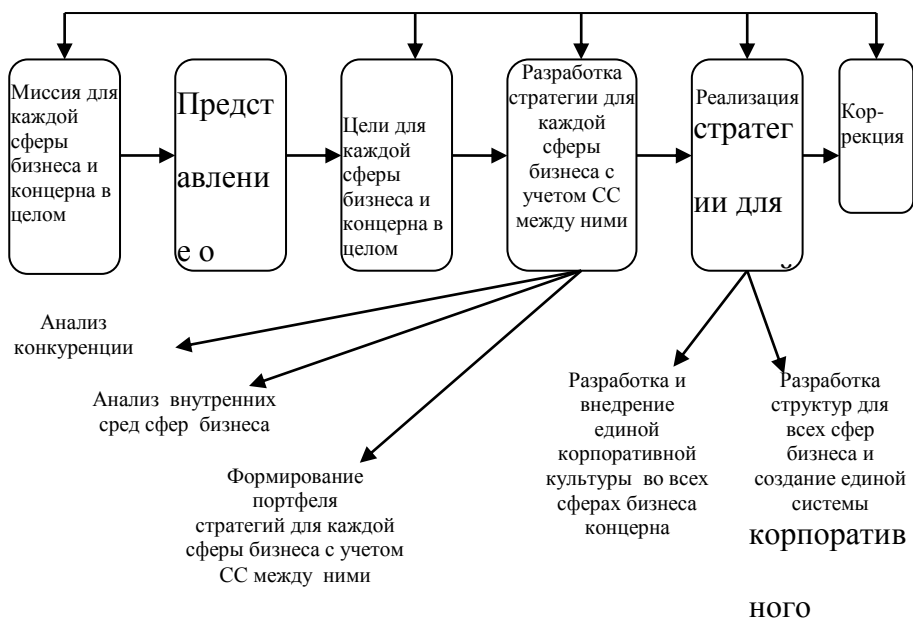 Миссия для
каждой
сферы
бизнеса и
концерна в
целом
Предст
авлени
е о
Цели для
каждой
сферы
бизнеса и
концерна в
целом
Разработка
стратегии для
каждой
сферы
бизнеса с
учетом СС
между ними
Реализация
стратег
ии для
Кор-
рекция
Анализ
конкуренции
Анализ внутренних
сред сфер бизнеса
Формирование
портфеля
стратегий для каждой
сферы бизнеса с учетом
СС между ними
Разработка и
внедрение
единой
корпоративной
культуры во всех
сферах бизнеса
концерна
Разработка
структур для
всех сфер
бизнеса и
создание единой
системы
корпоратив
ного